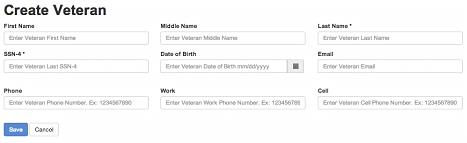 Create Veteran
First Name Middle Name Last Name *
Enter Veteran First Name Enter Veteran Middle Name Enter Veteran Last Name
SSN-4 * Date of Birth Email
Enter Veteran Last SSN-4 Enter Veteran Date of Birth mm/dd/yyyy Enter Veteran Email
Phone Work Cell
Enter Veteran Phone Number. Ex: 1234567890 Enter Veteran Work Phone Number. Ex: 123456789 Enter Veteran Cell Phone Number. Ex: 1234567890
Save Cancel